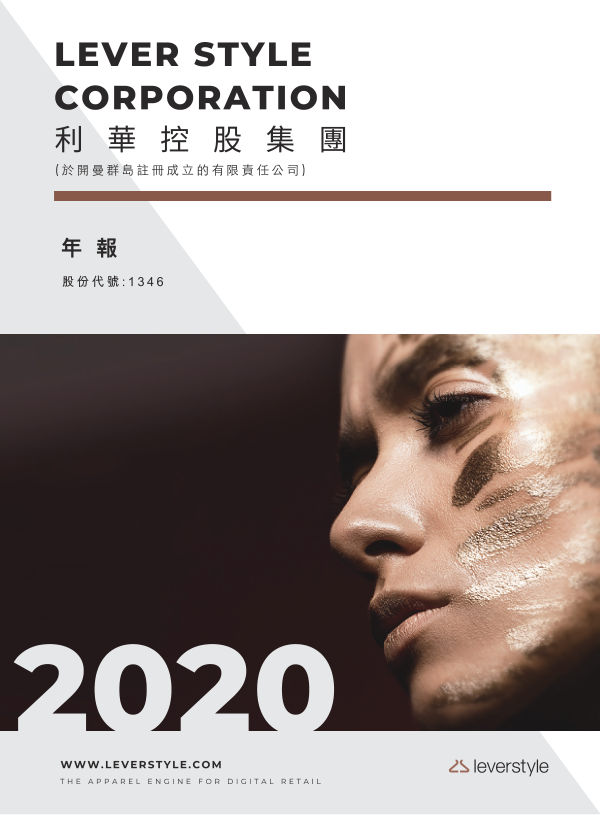 LEVER STYLE
CORPORATION
利華控股集團
(於開曼群島註冊成立的有限責任公司)
年報
股份代號:1346
2020
WWW.LEVERSTYLE.COM
THE APPAREL ENGINE FOR DIGITAL RETAIL
leverstyle